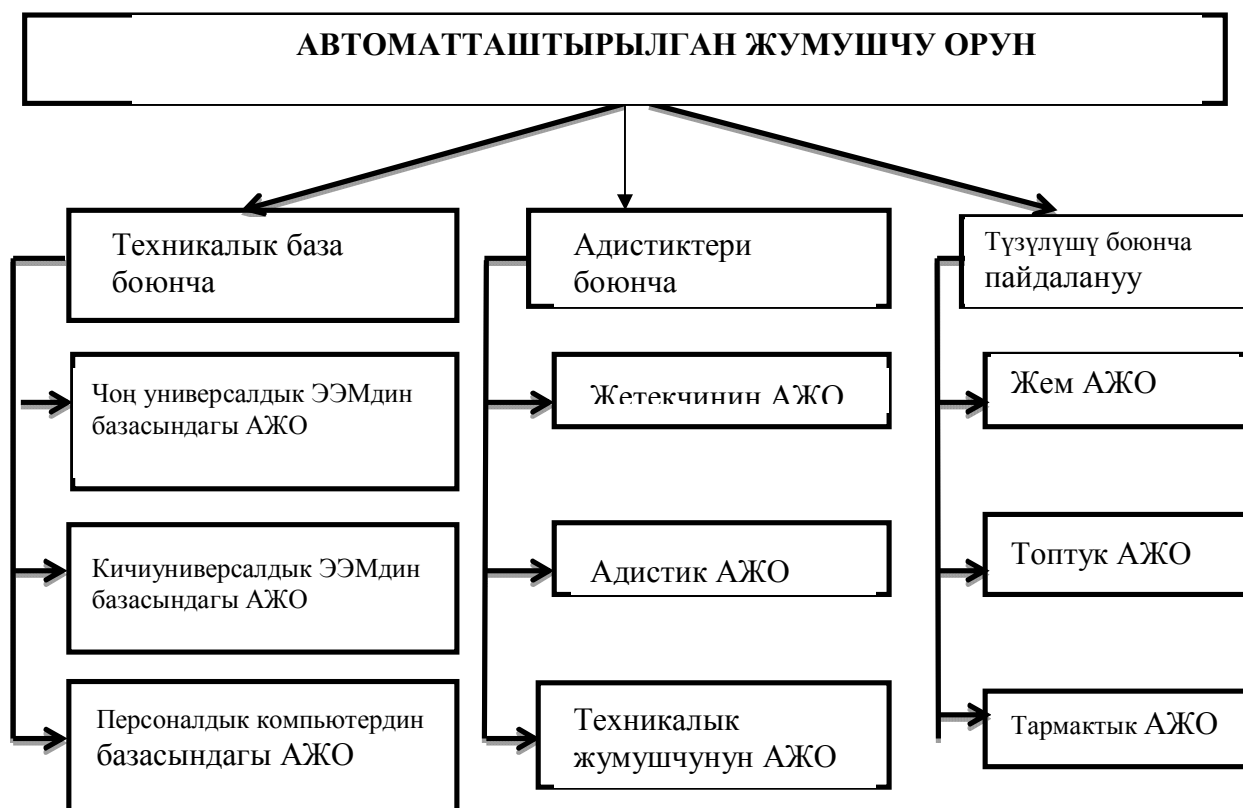 АВТОМАТТАШТЫРЫЛГАН ЖУМУШЧУ ОРУН
Техникалык база
боюнча
Чоң универсалдык ЭЭМдин
базасындагы АЖО
Кичиуниверсалдык ЭЭМдин
базасындагы АЖО
Персоналдык компьютердин
базасындагы АЖО
Адистиктери
боюнча
Жетекчинин АЖО
Адистик АЖО
Техникалык
жумушчунун АЖО
Түзүлүшү боюнча
пайдалануу
Жем АЖО
Топтук АЖО
Тармактык АЖО